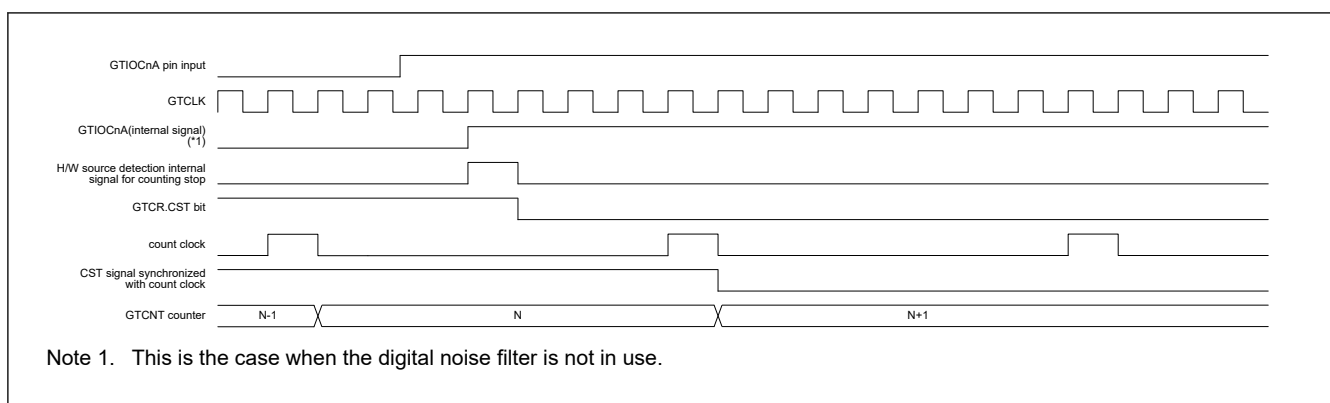 GTIOCnA pin input
GTCLK
GTIOCnA(internal signal)
(*1)
H/W source detection internal
signal for counting stop
GTCR.CST bit
count clock
CST signal synchronized
with count clock
GTCNT counter
N-1
N
N+1
Note 1. This is the case when the digital noise filter is not in use.